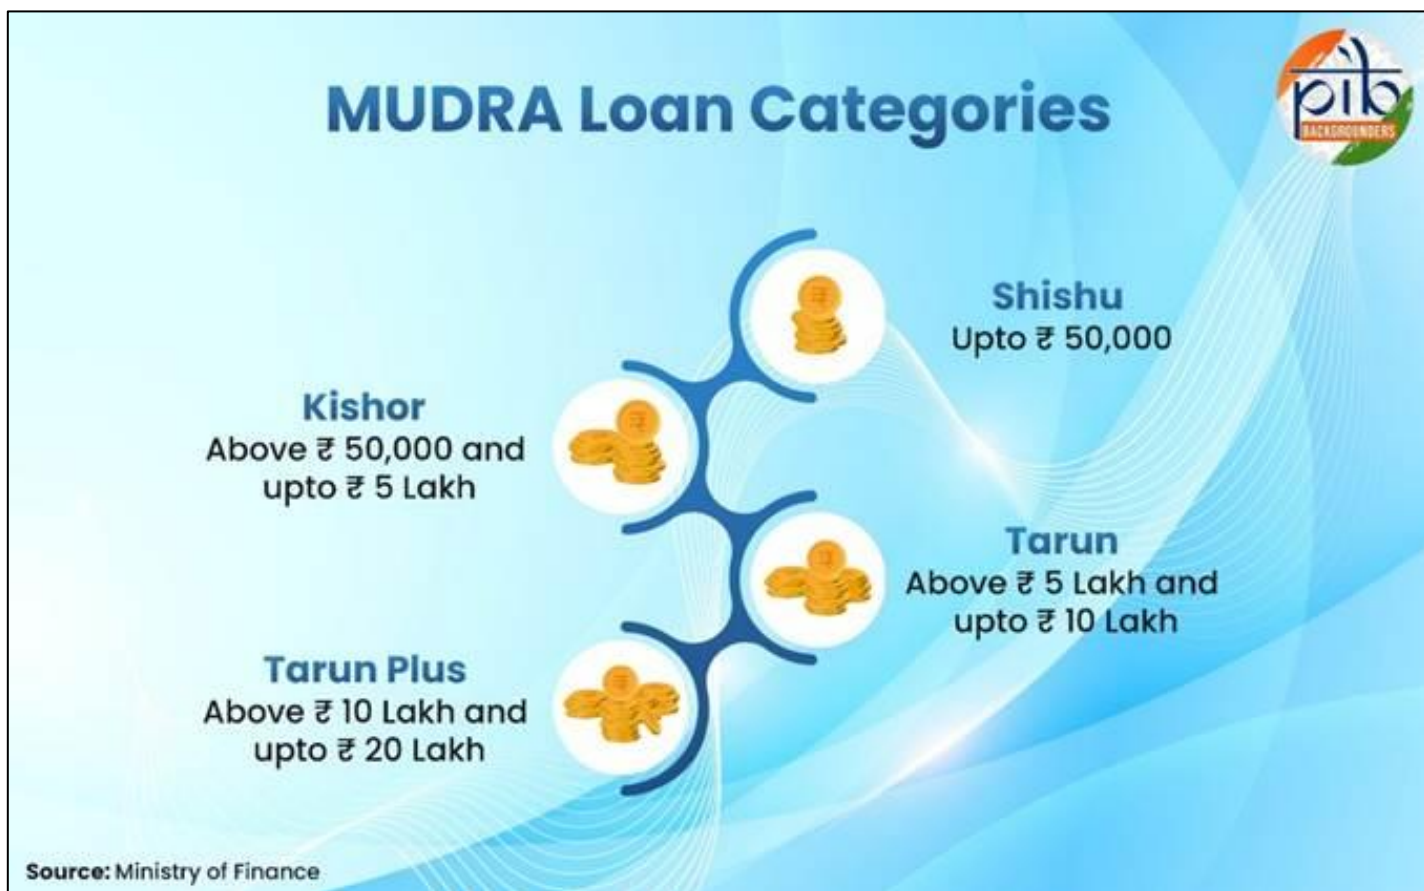 MUDRA Loan Categories
pib
BACKGROUNDERS
Shishu
Upto ₹ 50,000
Kishor
Above ₹ 50,000 and
upto ₹ 5 Lakh
Tarun
Above ₹ 5 Lakh and
upto ₹ 10 Lakh
Tarun Plus
Above ₹ 10 Lakh and
upto ₹ 20 Lakh
Source: Ministry of Finance